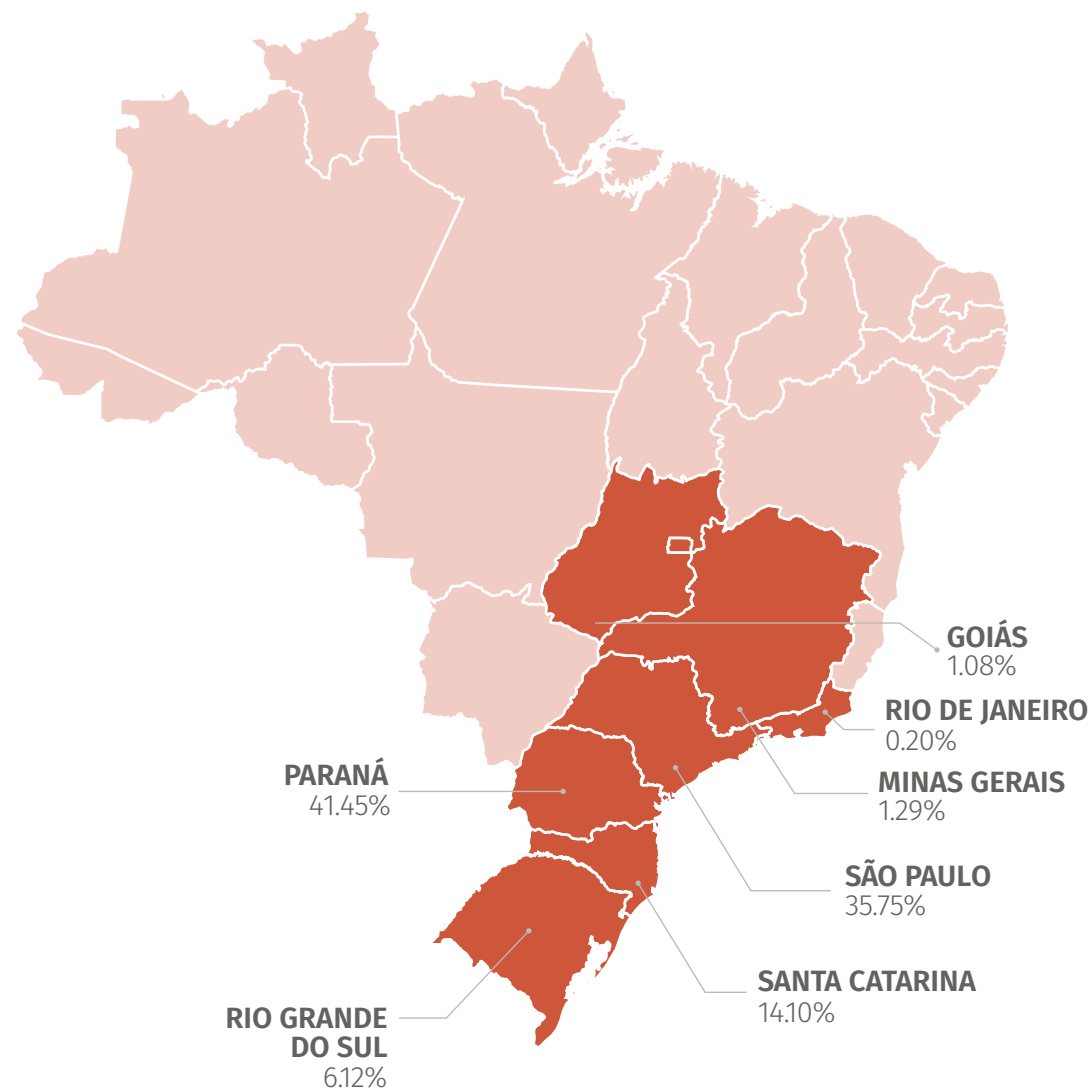 GOIÁS
1.08%
RIO DE JANEIRO
0.20%
PARANÁ
41.45%
MINAS GERAIS
1.29%
SÃO PAULO
35.75%
SANTA CATARINA
14.10%
RIO GRANDE
DO SUL
6.12%